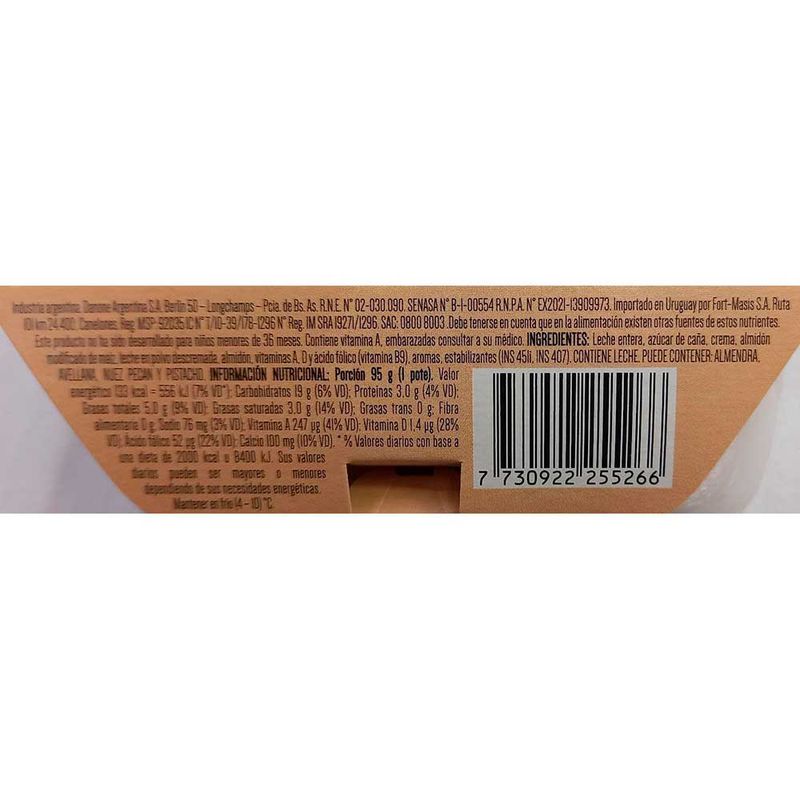 Industria argentina. Danone Argentina S.A. Berlín 50 – Longchamps – Pcia. de Bs. As. R.N.E. N° 02-030.090. SENASA N° B-1-00554 R.N.P.A. N° EX2021-13909973. Importado en Uruguay por Fort-Masis S.A. Ruta
101 km 24.400. Canelones. Reg. MSP: 92035 IC N° T/10-39/178-1296 N° Reg. IM SRA 19271/1296. SAC: 0800 8003. Debe tenerse en cuenta que en la alimentación existen otras fuentes de estos nutrientes.
Este producto no ha sido desarrollado para niños menores de 36 meses. Contiene vitamina A, embarazadas consultar a su médico. INGREDIENTES: Leche entera, azúcar de caña, crema, almidón
modificado de maíz, leche en polvo descremada, almidón, vitaminas A, D y ácido fólico (vitamina B9), aromas, estabilizantes (INS 451i, INS 407). CONTIENE LECHE. PUEDE CONTENER: ALMENDRA,
AVELLANA, NUEZ PECAN Y PISTACHO. INFORMACIÓN NUTRICIONAL: Porción 95 g (1 pote). Valor
energético 133 kcal = 556 kJ (7% VD*); Carbohidratos 19 g (6% VD); Proteínas 3,0 g (4% VD);
Grasas totales 5,0 g (9% VD); Grasas saturadas 3,0 g (14% VD); Grasas trans 0 g; Fibra
alimentaria 0 g; Sodio 76 mg (3% VD); Vitamina A 247 µg (41% VD); Vitamina D 1,4 µg (28%
VD); Ácido fólico 52 µg (22% VD); Calcio 100 mg (10% VD). * % Valores diarios con base a
una dieta de 2000 kcal o 8400 kJ. Sus valores
diarios pueden ser mayores o menores
dependiendo de sus necesidades energéticas.
Mantener en frío (4 - 10) °C.
7 730922 255266